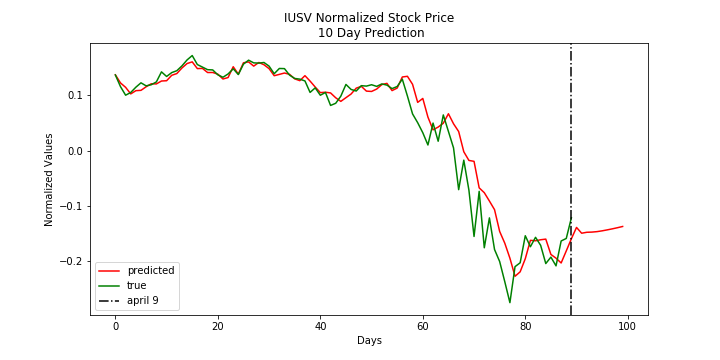 IUSV Normalized Stock Price
10 Day Prediction
Normalized Values
0.1
0.0
−0.1
−0.2
predicted
true
april 9
0 20 40 60 80 100
Days